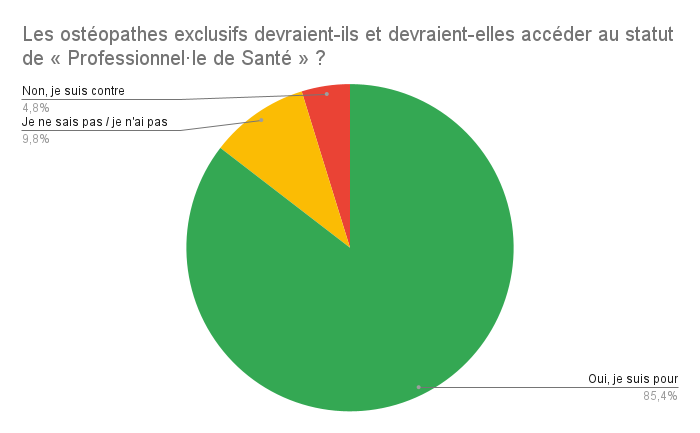 Les ostéopathes exclusifs devraient-ils et devraient-elles accéder au statut
de « Professionnel·le de Santé » ?
Non, je suis contre
4,8%
Je ne sais pas / je n'ai pas
9,8%
Oui, je suis pour
85,4%